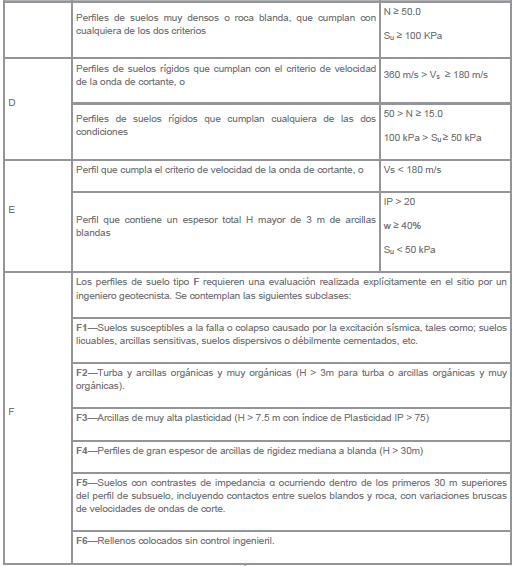 Perfiles de suelos muy densos o roca blanda, que cumplan con
cualquiera de los dos criterios
N ≥ 50.0
Su ≥ 100 KPa
D
Perfiles de suelos rígidos que cumplan con el criterio de velocidad
de la onda de cortante, o
360 m/s > Vs ≥ 180 m/s
Perfiles de suelos rígidos que cumplan cualquiera de las dos
condiciones
50 > N ≥ 15.0
100 kPa > Su ≥ 50 kPa
E
Perfil que cumpla el criterio de velocidad de la onda de cortante, o
Vs < 180 m/s
Perfil que contiene un espesor total H mayor de 3 m de arcillas
blandas
IP > 20
w ≥ 40%
Su < 50 kPa
F
Los perfiles de suelo tipo F requieren una evaluación realizada explícitamente en el sitio por un
ingeniero geotecnista. Se contemplan las siguientes subclases:
F1—Suelos susceptibles a la falla o colapso causado por la excitación sísmica, tales como; suelos
licuables, arcillas sensitivas, suelos dispersivos o débilmente cementados, etc.
F2—Turba y arcillas orgánicas y muy orgánicas (H > 3m para turba o arcillas orgánicas y muy
orgánicas).
F3—Arcillas de muy alta plasticidad (H > 7.5 m con índice de Plasticidad IP > 75)
F4—Perfiles de gran espesor de arcillas de rigidez mediana a blanda (H > 30m)
F5—Suelos con contrastes de impedancia α ocurriendo dentro de los primeros 30 m superiores
del perfil de subsuelo, incluyendo contactos entre suelos blandos y roca, con variaciones bruscas
de velocidades de ondas de corte.
F6—Rellenos colocados sin control ingenieril.